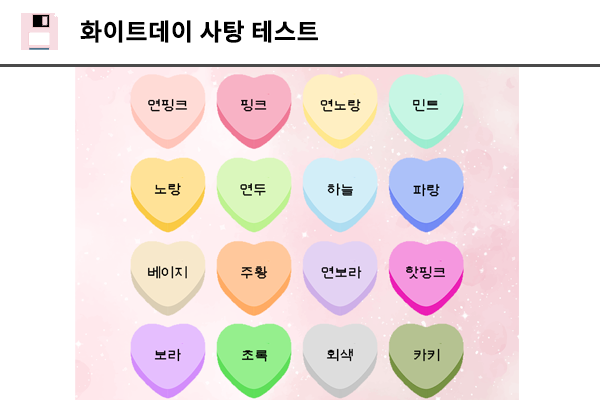 화이트데이 사탕 테스트
연핑크 핑크 연노랑 민트
노랑 연두 하늘 파랑
베이지 주황 연보라 핫핑크
보라 초록 회색 카키